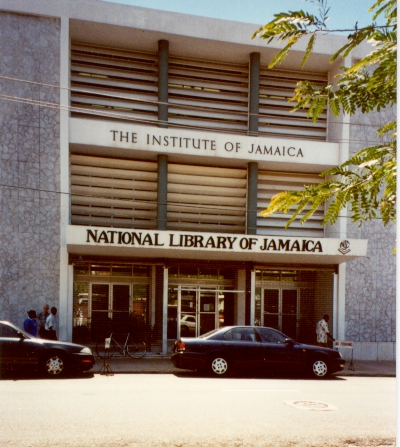 THE INSTITUTE OF JAMAICA
NATIONAL LIBRARY OF JAMAICA